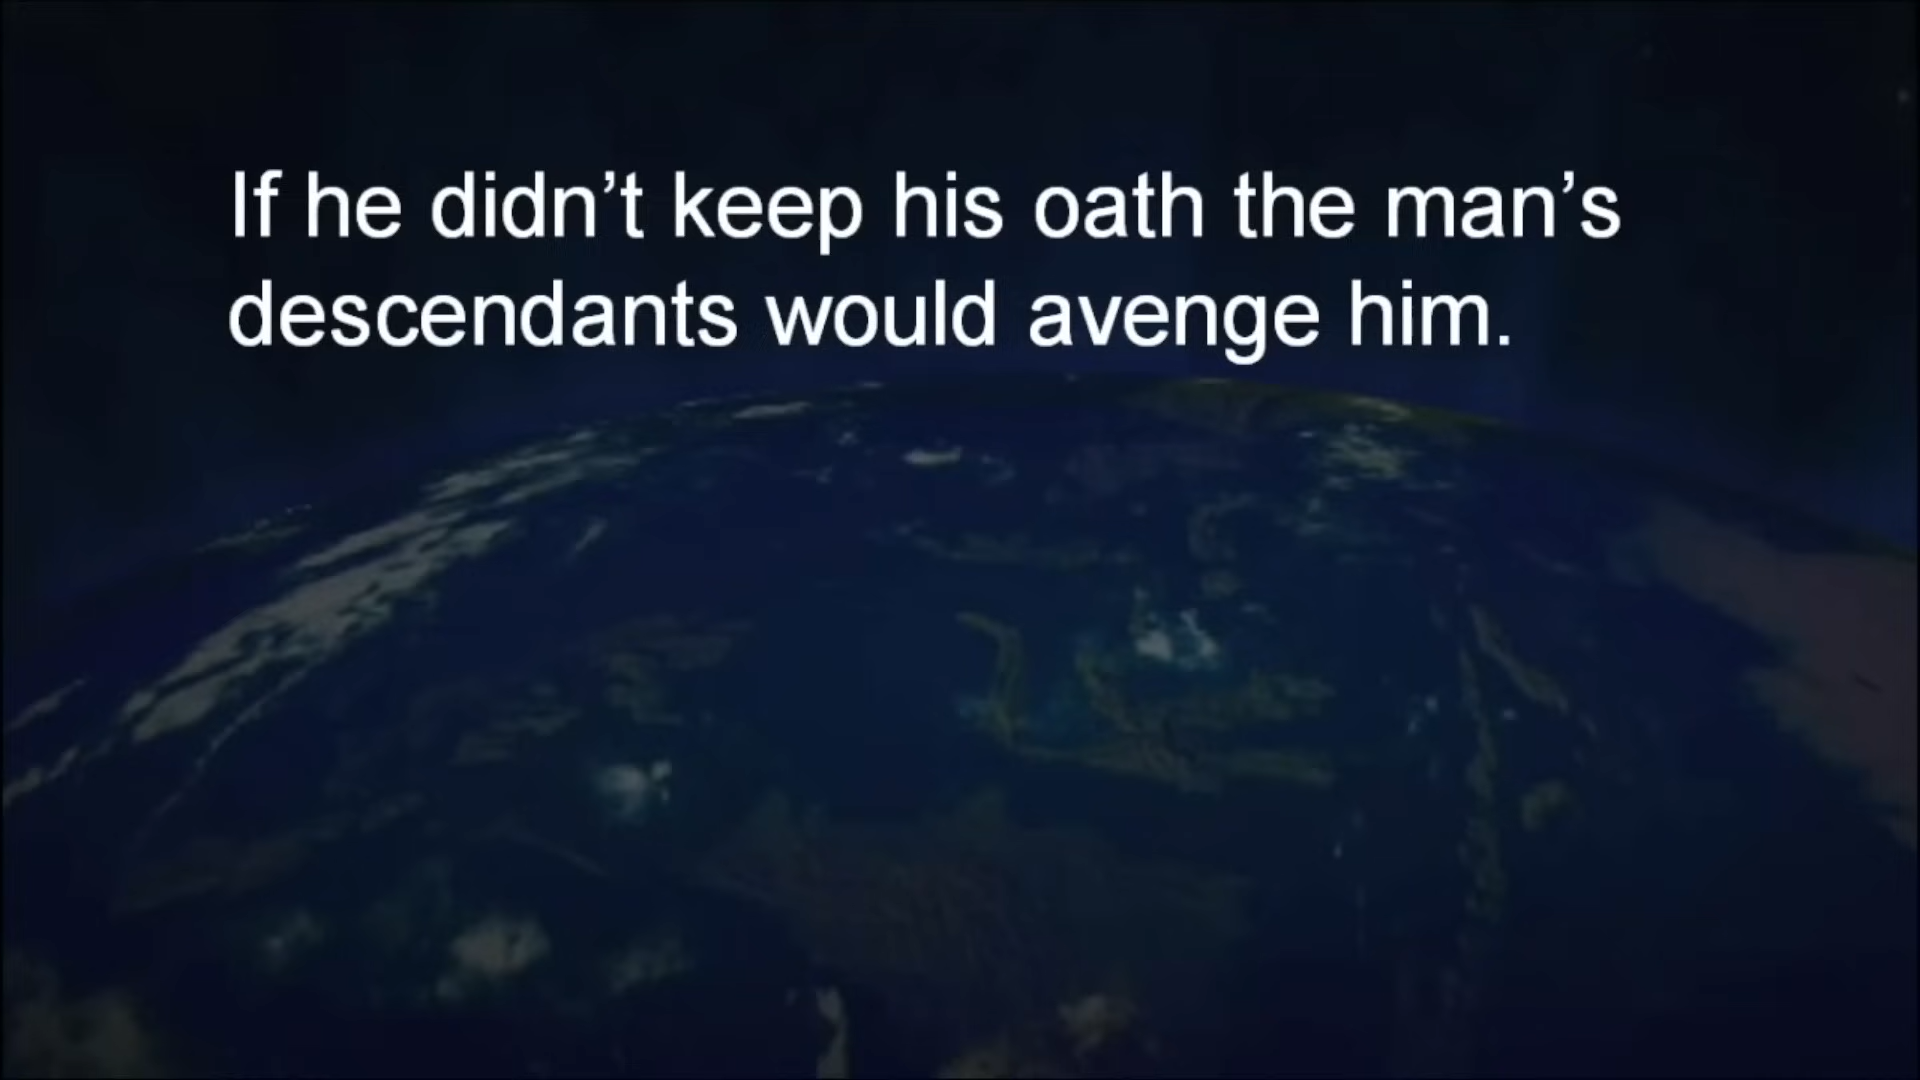 If he didn’t keep his oath the man’s
descendants would avenge him.